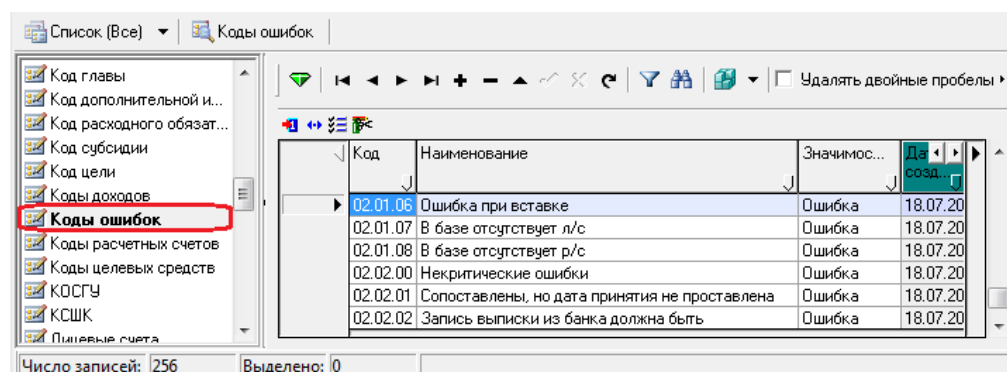 Список (Все) Коды ошибок
Код главы
Код дополнительной и...
Код расходного обязат...
Код субсидии
Код цели
Коды доходов
Коды ошибок
Коды расчетных счетов
Коды целевых средств
КОСГУ
КСШК
Лицевые счета
Удалять двойные пробелы
Код Наименование Значимос... Дат созд...
02.01.06 Ошибка при вставке Ошибка 18.07.20
02.01.07 В базе отсутствует л/с Ошибка 18.07.20
02.01.08 В базе отсутствует р/с Ошибка 18.07.20
02.02.00 Некритические ошибки Ошибка 18.07.20
02.02.01 Сопоставлены, но дата принятия не проставлена Ошибка 18.07.20
02.02.02 Запись выписки из банка должна быть Ошибка 18.07.20
Число записей: 256 Выделено: 0